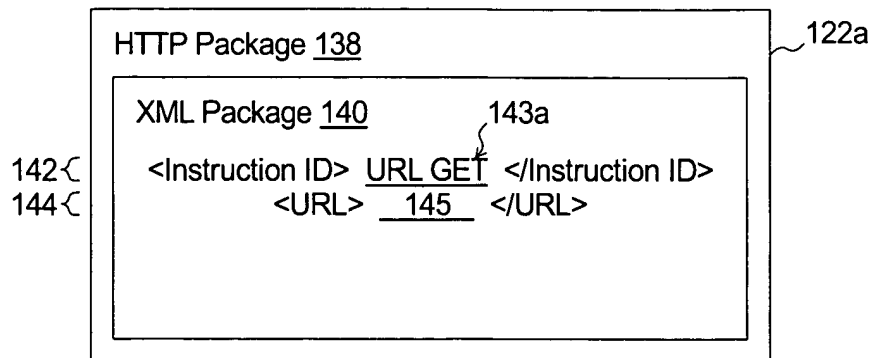 HTTP Package 138
122a
XML Package 140
143a
142 <Instruction ID> URL GET </Instruction ID>
144 <URL> 145 </URL>